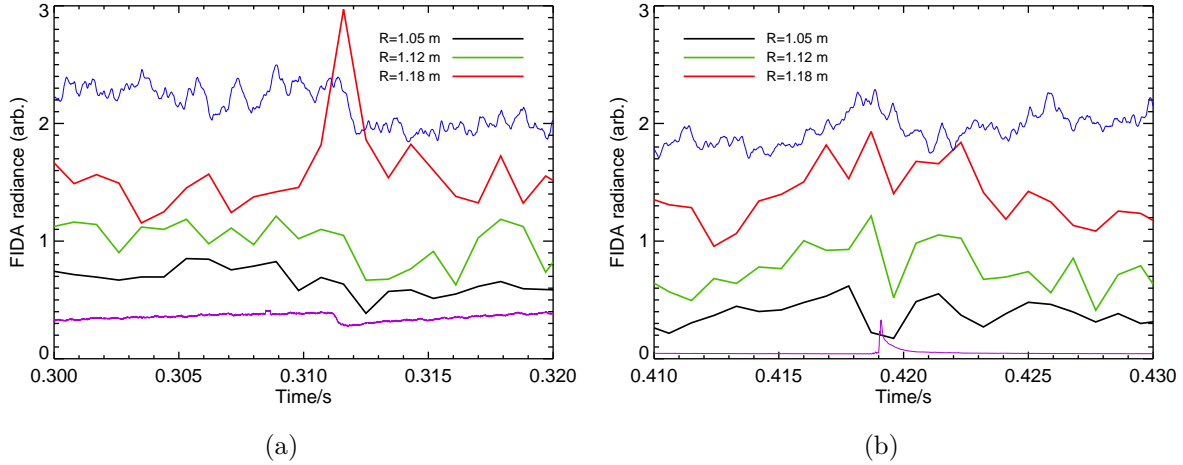 3
2
1
0
FIDA radiance (arb.)
R=1.05 m
R=1.12 m
R=1.18 m
0.300
0.305
0.310
0.315
0.320
Time/s
(a)
3
2
1
0
FIDA radiance (arb.)
R=1.05 m
R=1.12 m
R=1.18 m
0.410
0.415
0.420
0.425
0.430
Time/s
(b)